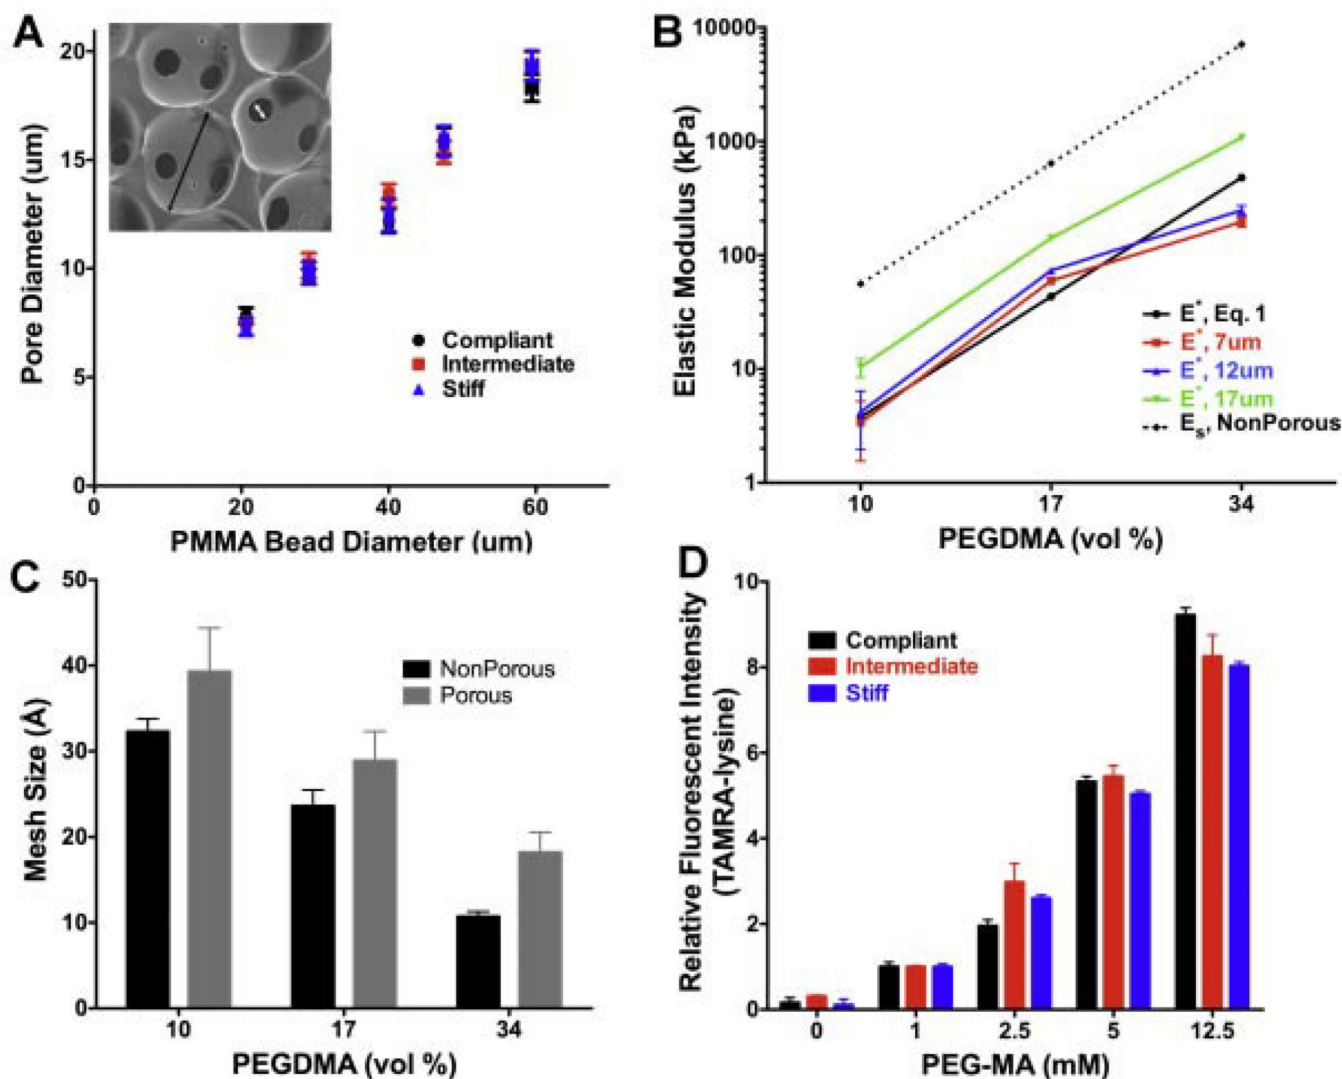 A
20
15
10
5
0
Pore Diameter (um)
0 20 40 60
PMMA Bead Diameter (um)
Compliant
Intermediate
Stiff
B
10000
1000
100
10
1
Elastic Modulus (kPa)
10 17 34
PEGDMA (vol %)
E*, Eq. 1
E*, 7um
E*, 12um
E*, 17um
Es, NonPorous
C
50
40
30
20
10
0
Mesh Size (Å)
10 17 34
PEGDMA (vol %)
NonPorous
Porous
D
10
8
6
4
2
0
Relative Fluorescent Intensity
(TAMRA-lysine)
0 1 2.5 5 12.5
PEG-MA (mM)
Compliant
Intermediate
Stiff